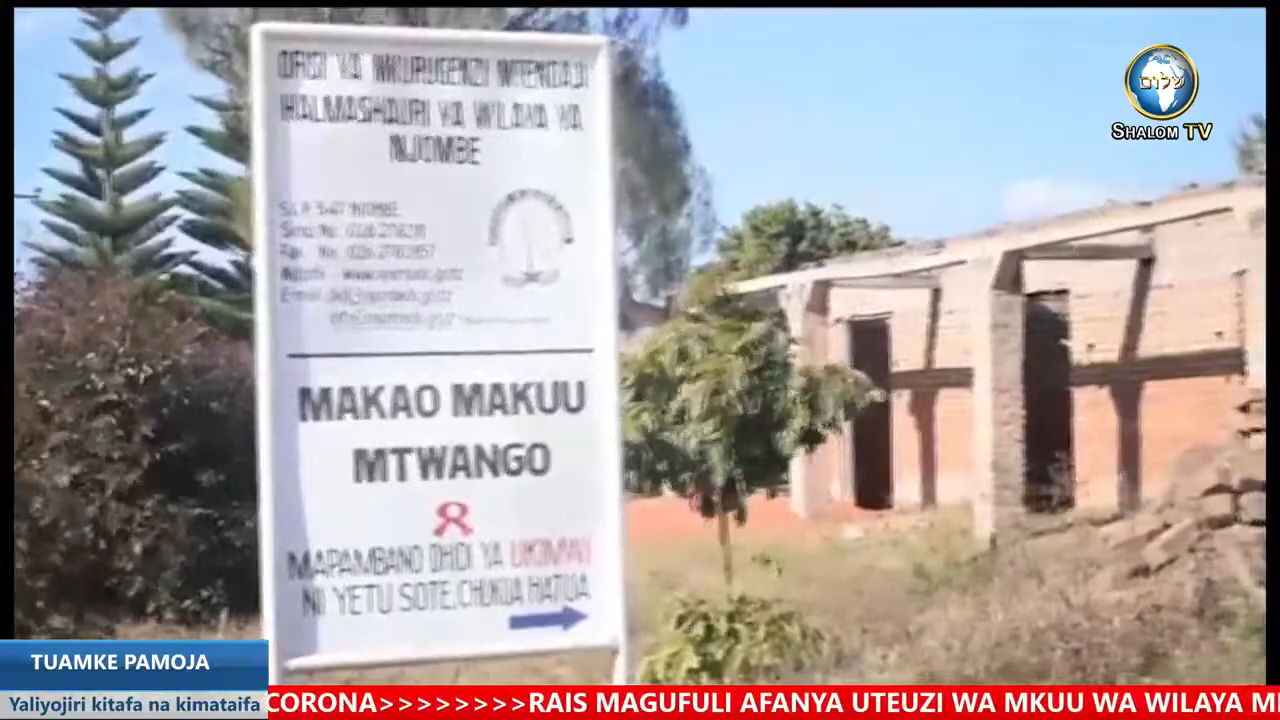 OFISI YA MKURUGENZI MTENDAJI
HALMASHAURI YA WILAYA YA
NJOMBE
NJOMBE
MAKAO MAKUU
MTWANGO
MAPAMBANO DHIDI YA UKIMWI
NI YETU SOTE, CHUKUA HATUA
שלום
SHALOM TV
TUAMKE PAMOJA
Yaliyojiri kitafa na kimataifa
CORONA>>>>>>>>RAIS MAGUFULI AFANYA UTEUZI WA MKUU WA WILAYA